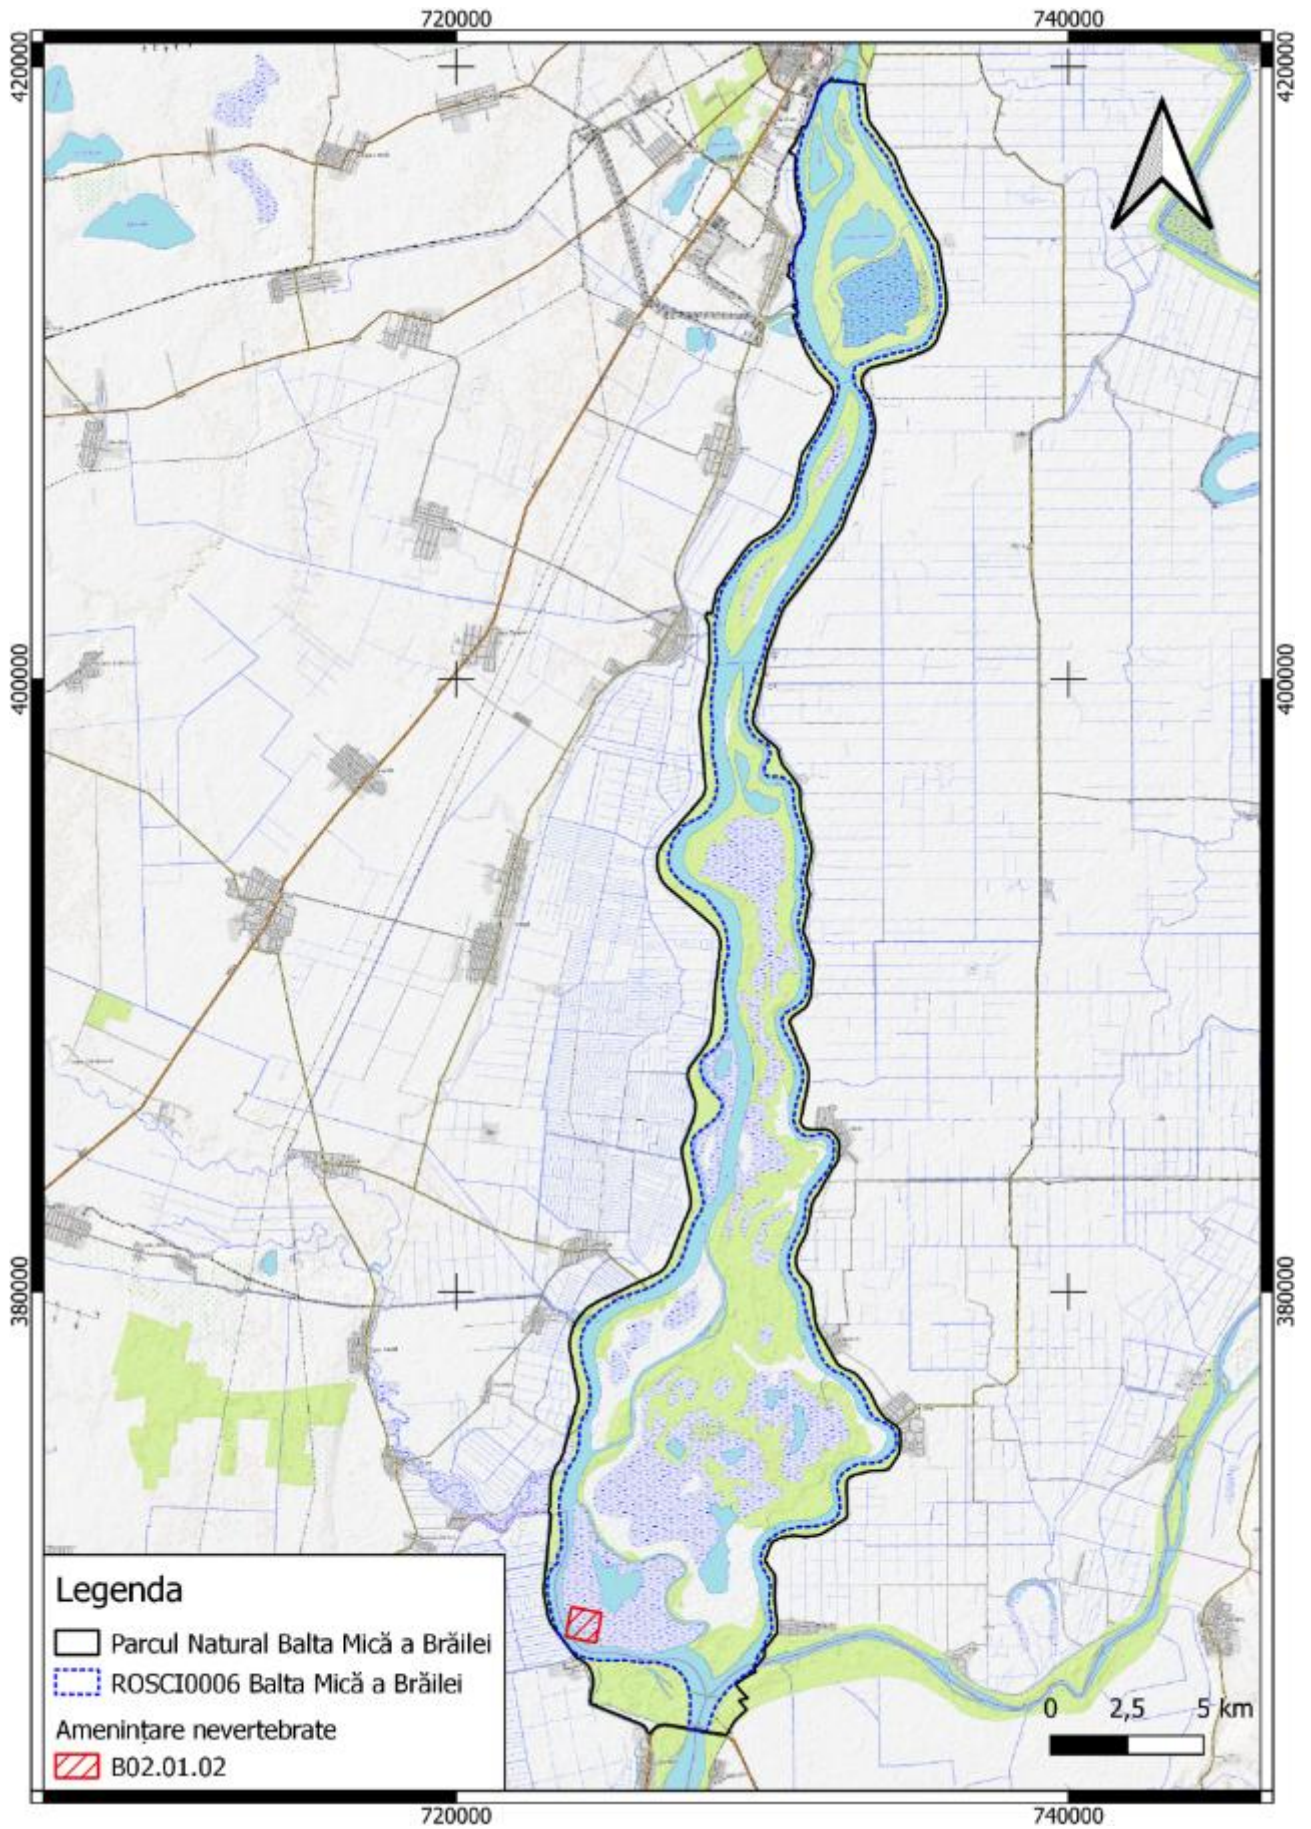 720000 740000
420000 420000
400000 400000
380000 380000
Legenda
Parcul Natural Balta Mică a Brăilei
ROSCI0006 Balta Mică a Brăilei
Amenințare nevertebrate
B02.01.02
0 2,5 5 km
720000 740000